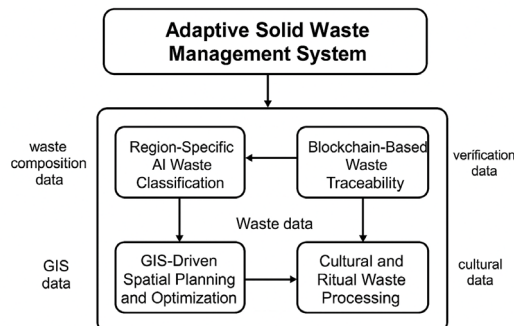 Adaptive Solid Waste
Management System
waste
composition
data
Region-Specific
AI Waste
Classification
Blockchain-Based
Waste
Traceability
verification
data
Waste data
GIS
data
GIS-Driven
Spatial Planning
and Optimization
Cultural and
Ritual Waste
Processing
cultural
data